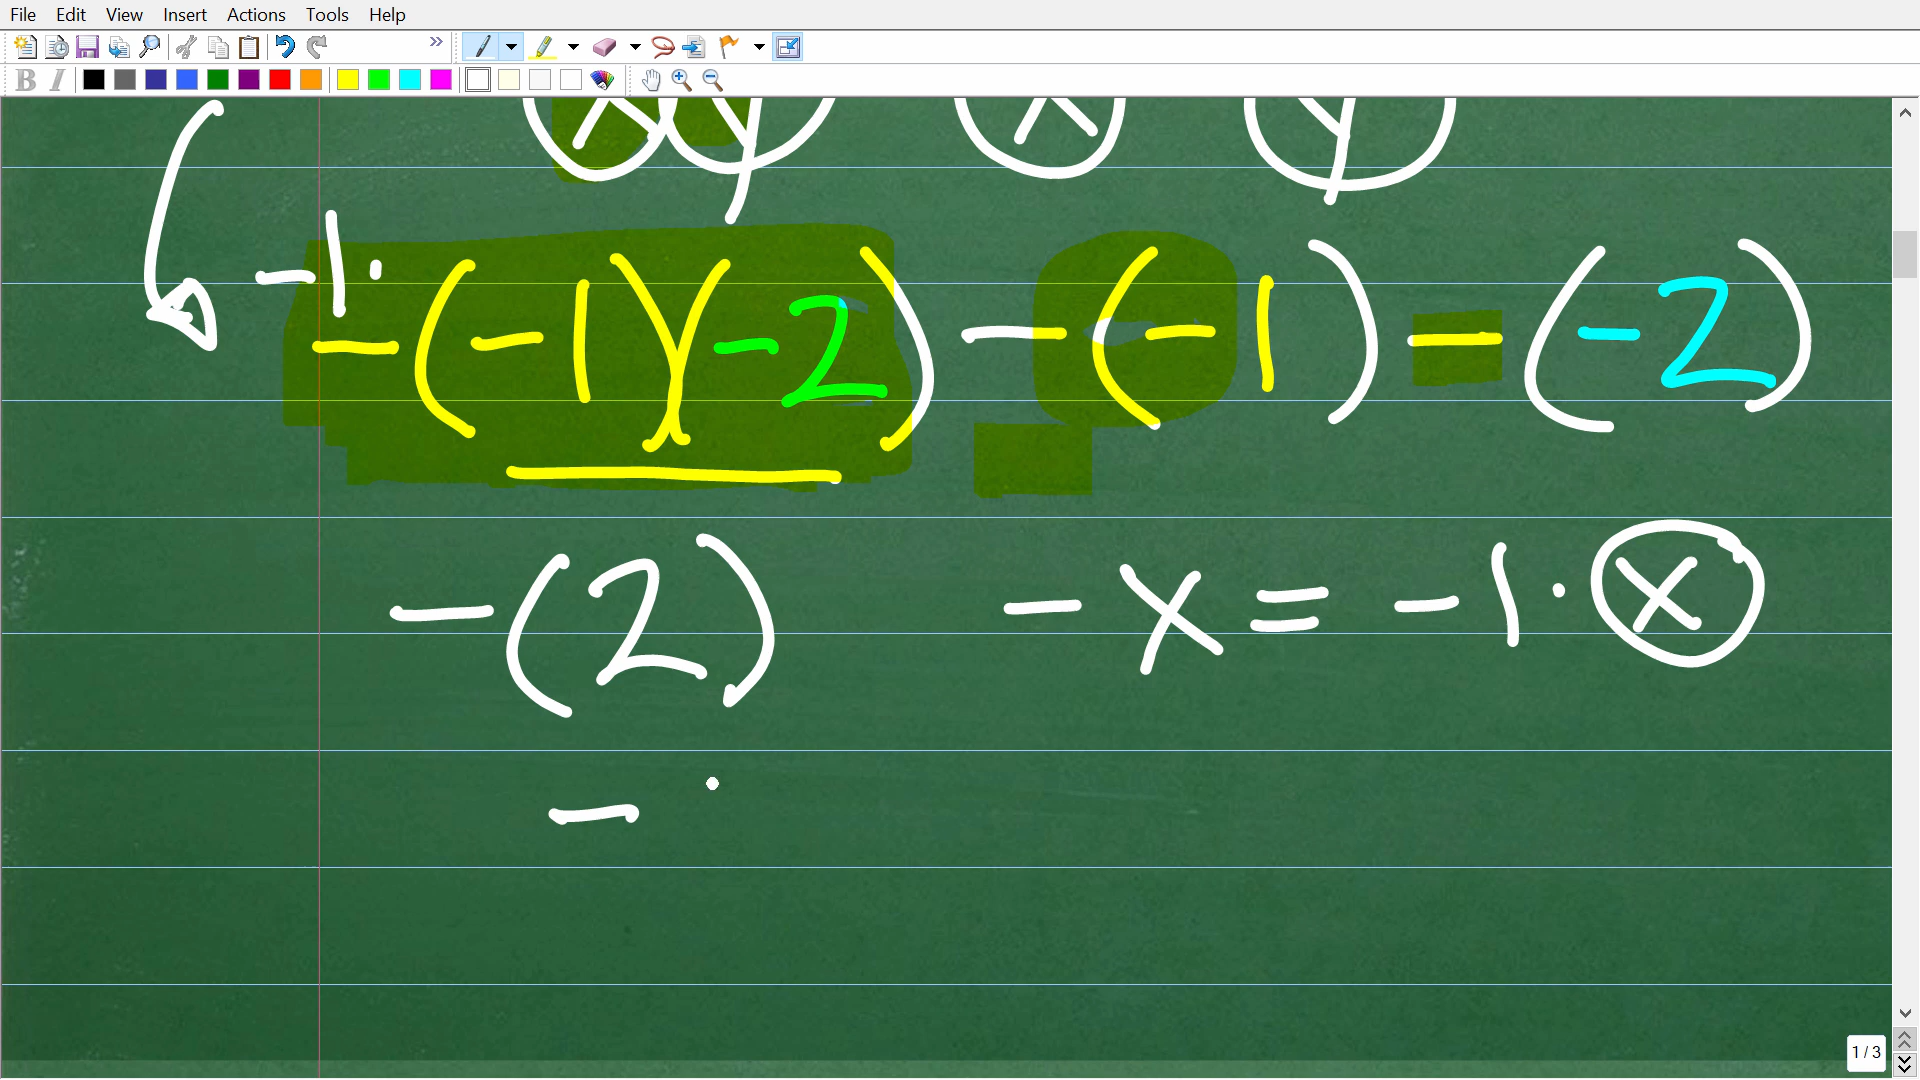 File Edit View Insert Actions Tools Help
B I
x y x y
-1·
-(-1)(-2) - (-1) - (-2)
-(2) -x = -1·x
-
1 / 3